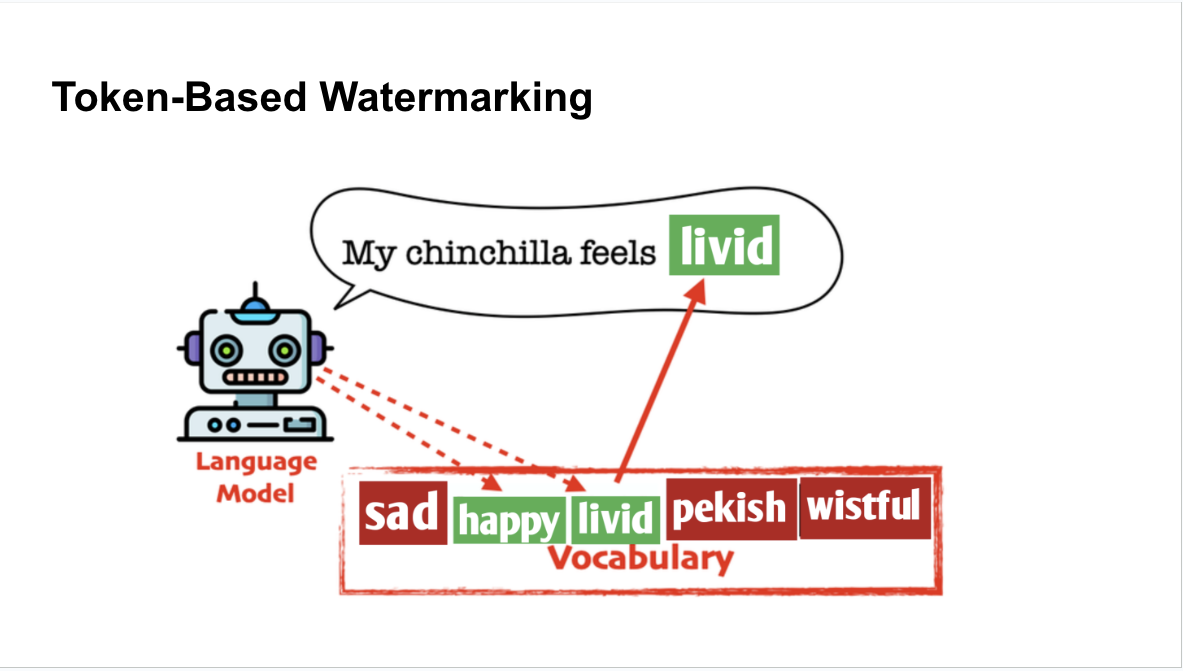 Token-Based Watermarking
My chinchilla feels livid
Language
Model
sad happy livid pekish wistful
Vocabulary